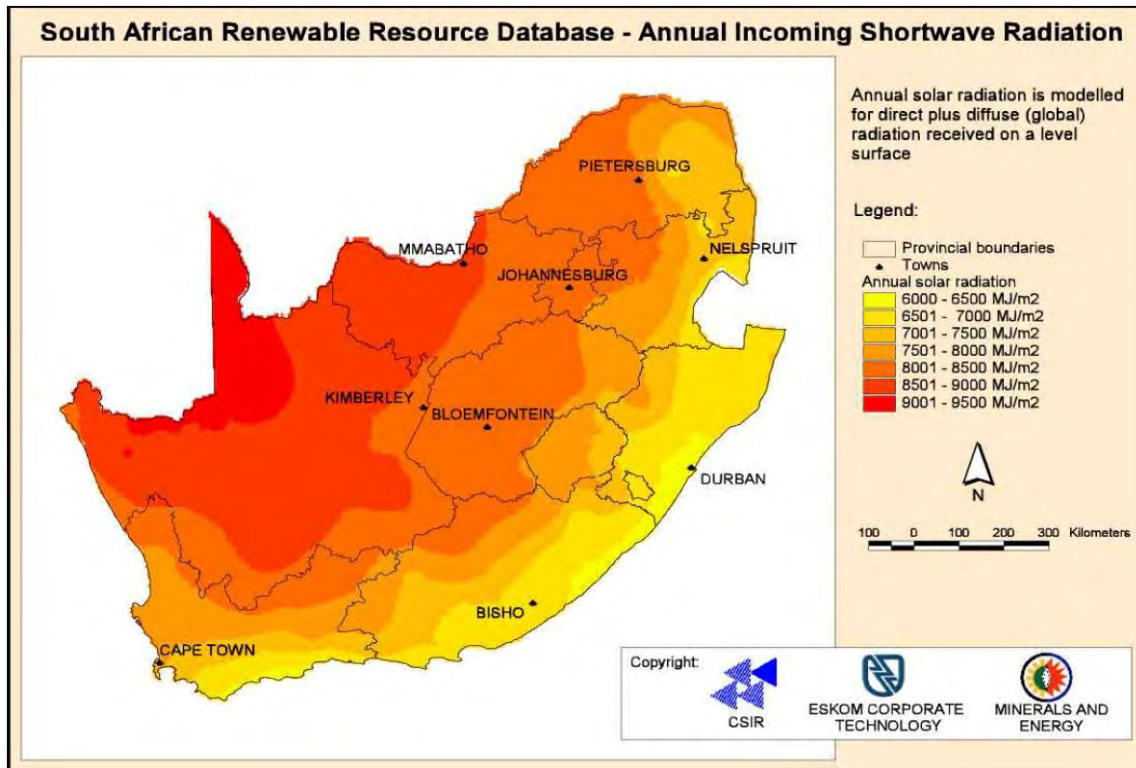 South African Renewable Resource Database - Annual Incoming Shortwave Radiation
Annual solar radiation is modelled
for direct plus diffuse (global)
radiation received on a level
surface
PIETERSBURG
MMABATHO
NELSPRUIT
JOHANNESBURG
KIMBERLEY
BLOEMFONTEIN
DURBAN
BISHO
CAPE TOWN
Legend:
Provincial boundaries
Towns
Annual solar radiation
6000 - 6500 MJ/m2
6501 - 7000 MJ/m2
7001 - 7500 MJ/m2
7501 - 8000 MJ/m2
8001 - 8500 MJ/m2
8501 - 9000 MJ/m2
9001 - 9500 MJ/m2
N
100 0 100 200 300 Kilometers
Copyright:
CSIR
ESKOM CORPORATE
TECHNOLOGY
MINERALS AND
ENERGY